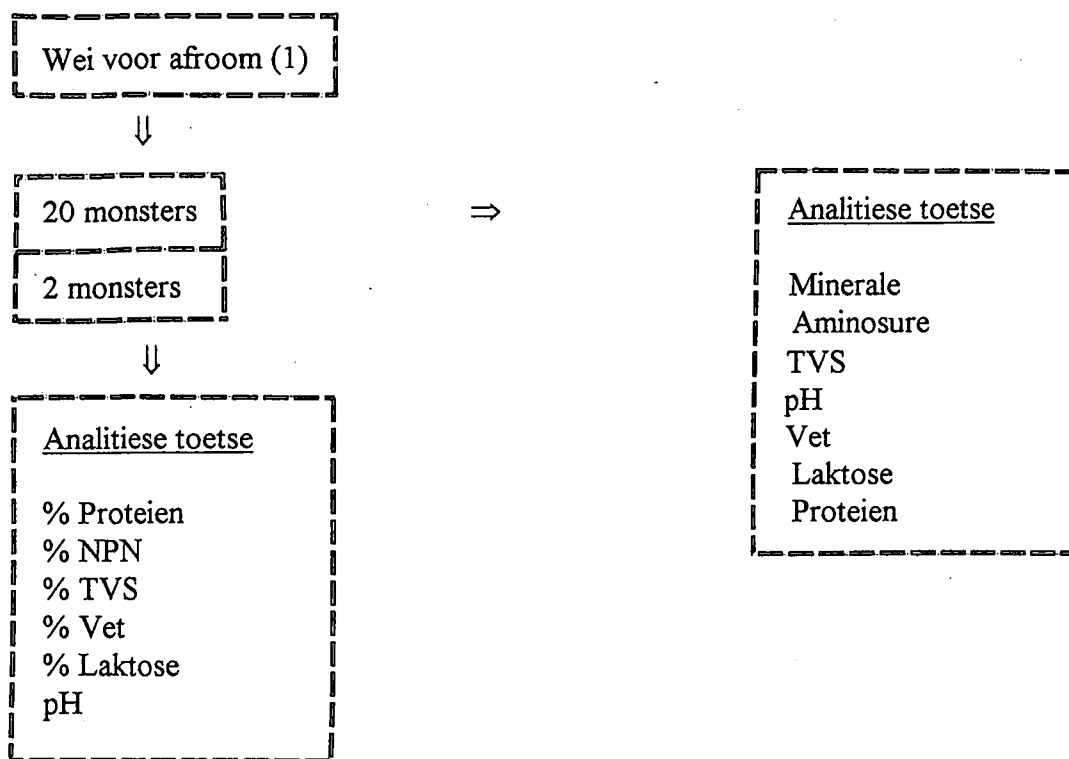 Wei voor afroom (1)
⇓
20 monsters
⇒
2 monsters
⇓
Analitiese toetse
% Proteien
% NPN
% TVS
% Vet
% Laktose
pH
Analitiese toetse
Minerale
Aminosure
TVS
pH
Vet
Laktose
Proteien